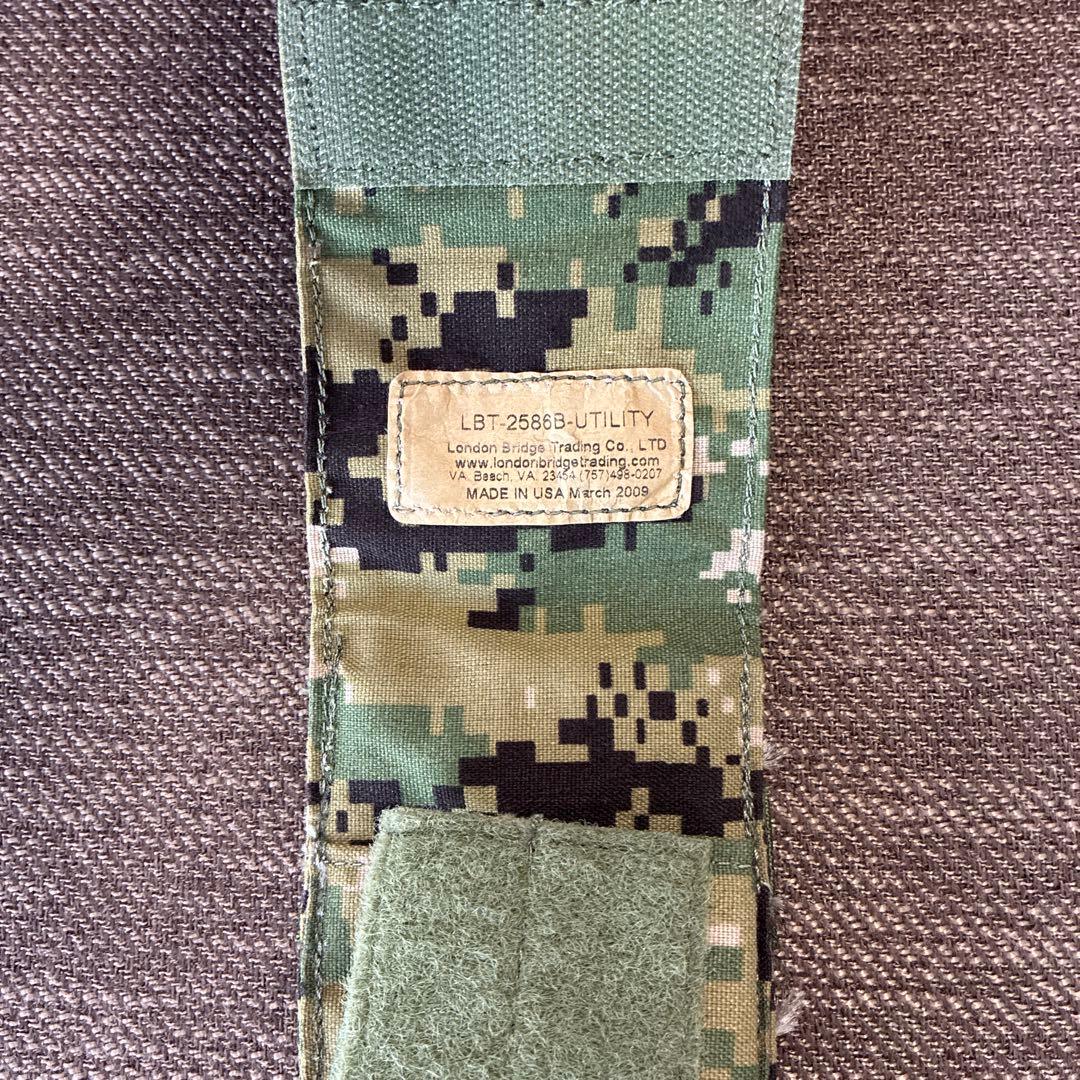 LBT-2586B-UTILITY
London Bridge Trading Co., LTD
www.londonbridgetrading.com
VA. Beach, VA. 23454 (757)498-0207
MADE IN USA March 2009